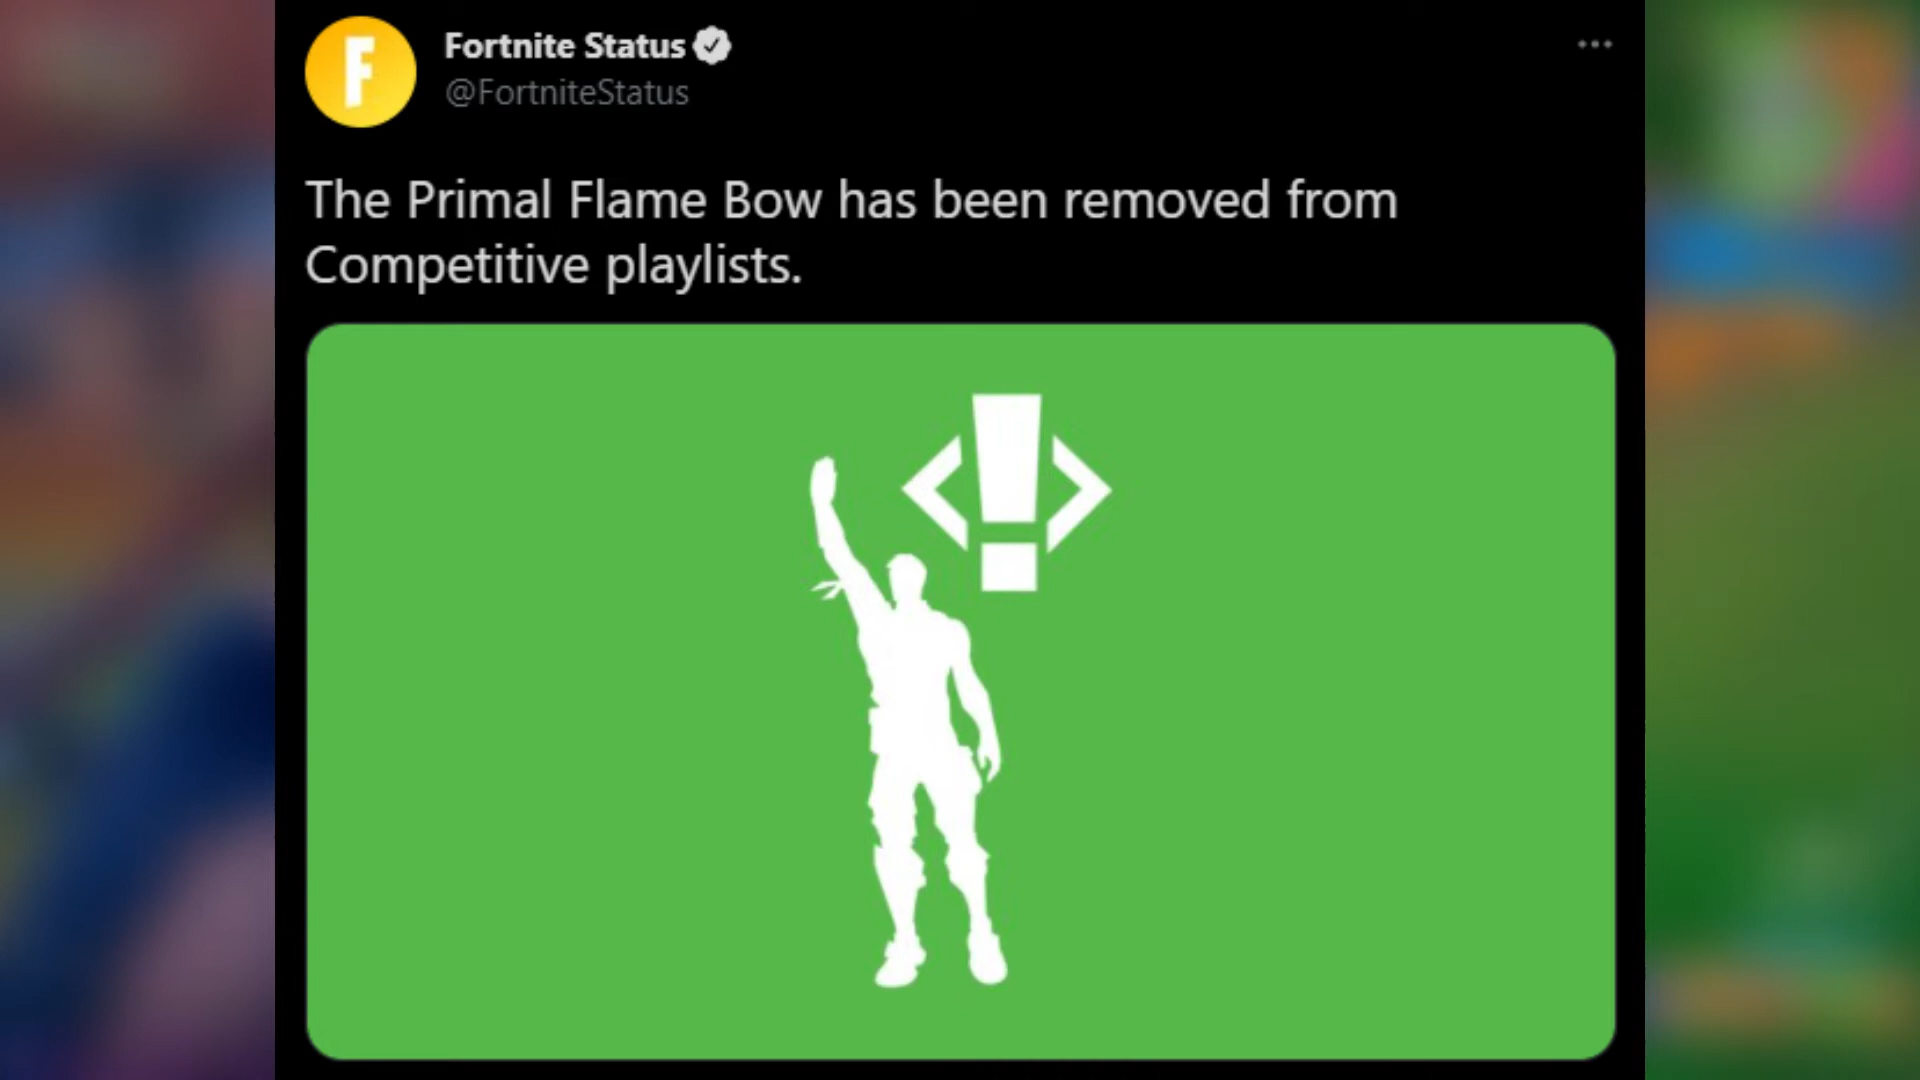 Fortnite Status
@FortniteStatus
The Primal Flame Bow has been removed from
Competitive playlists.